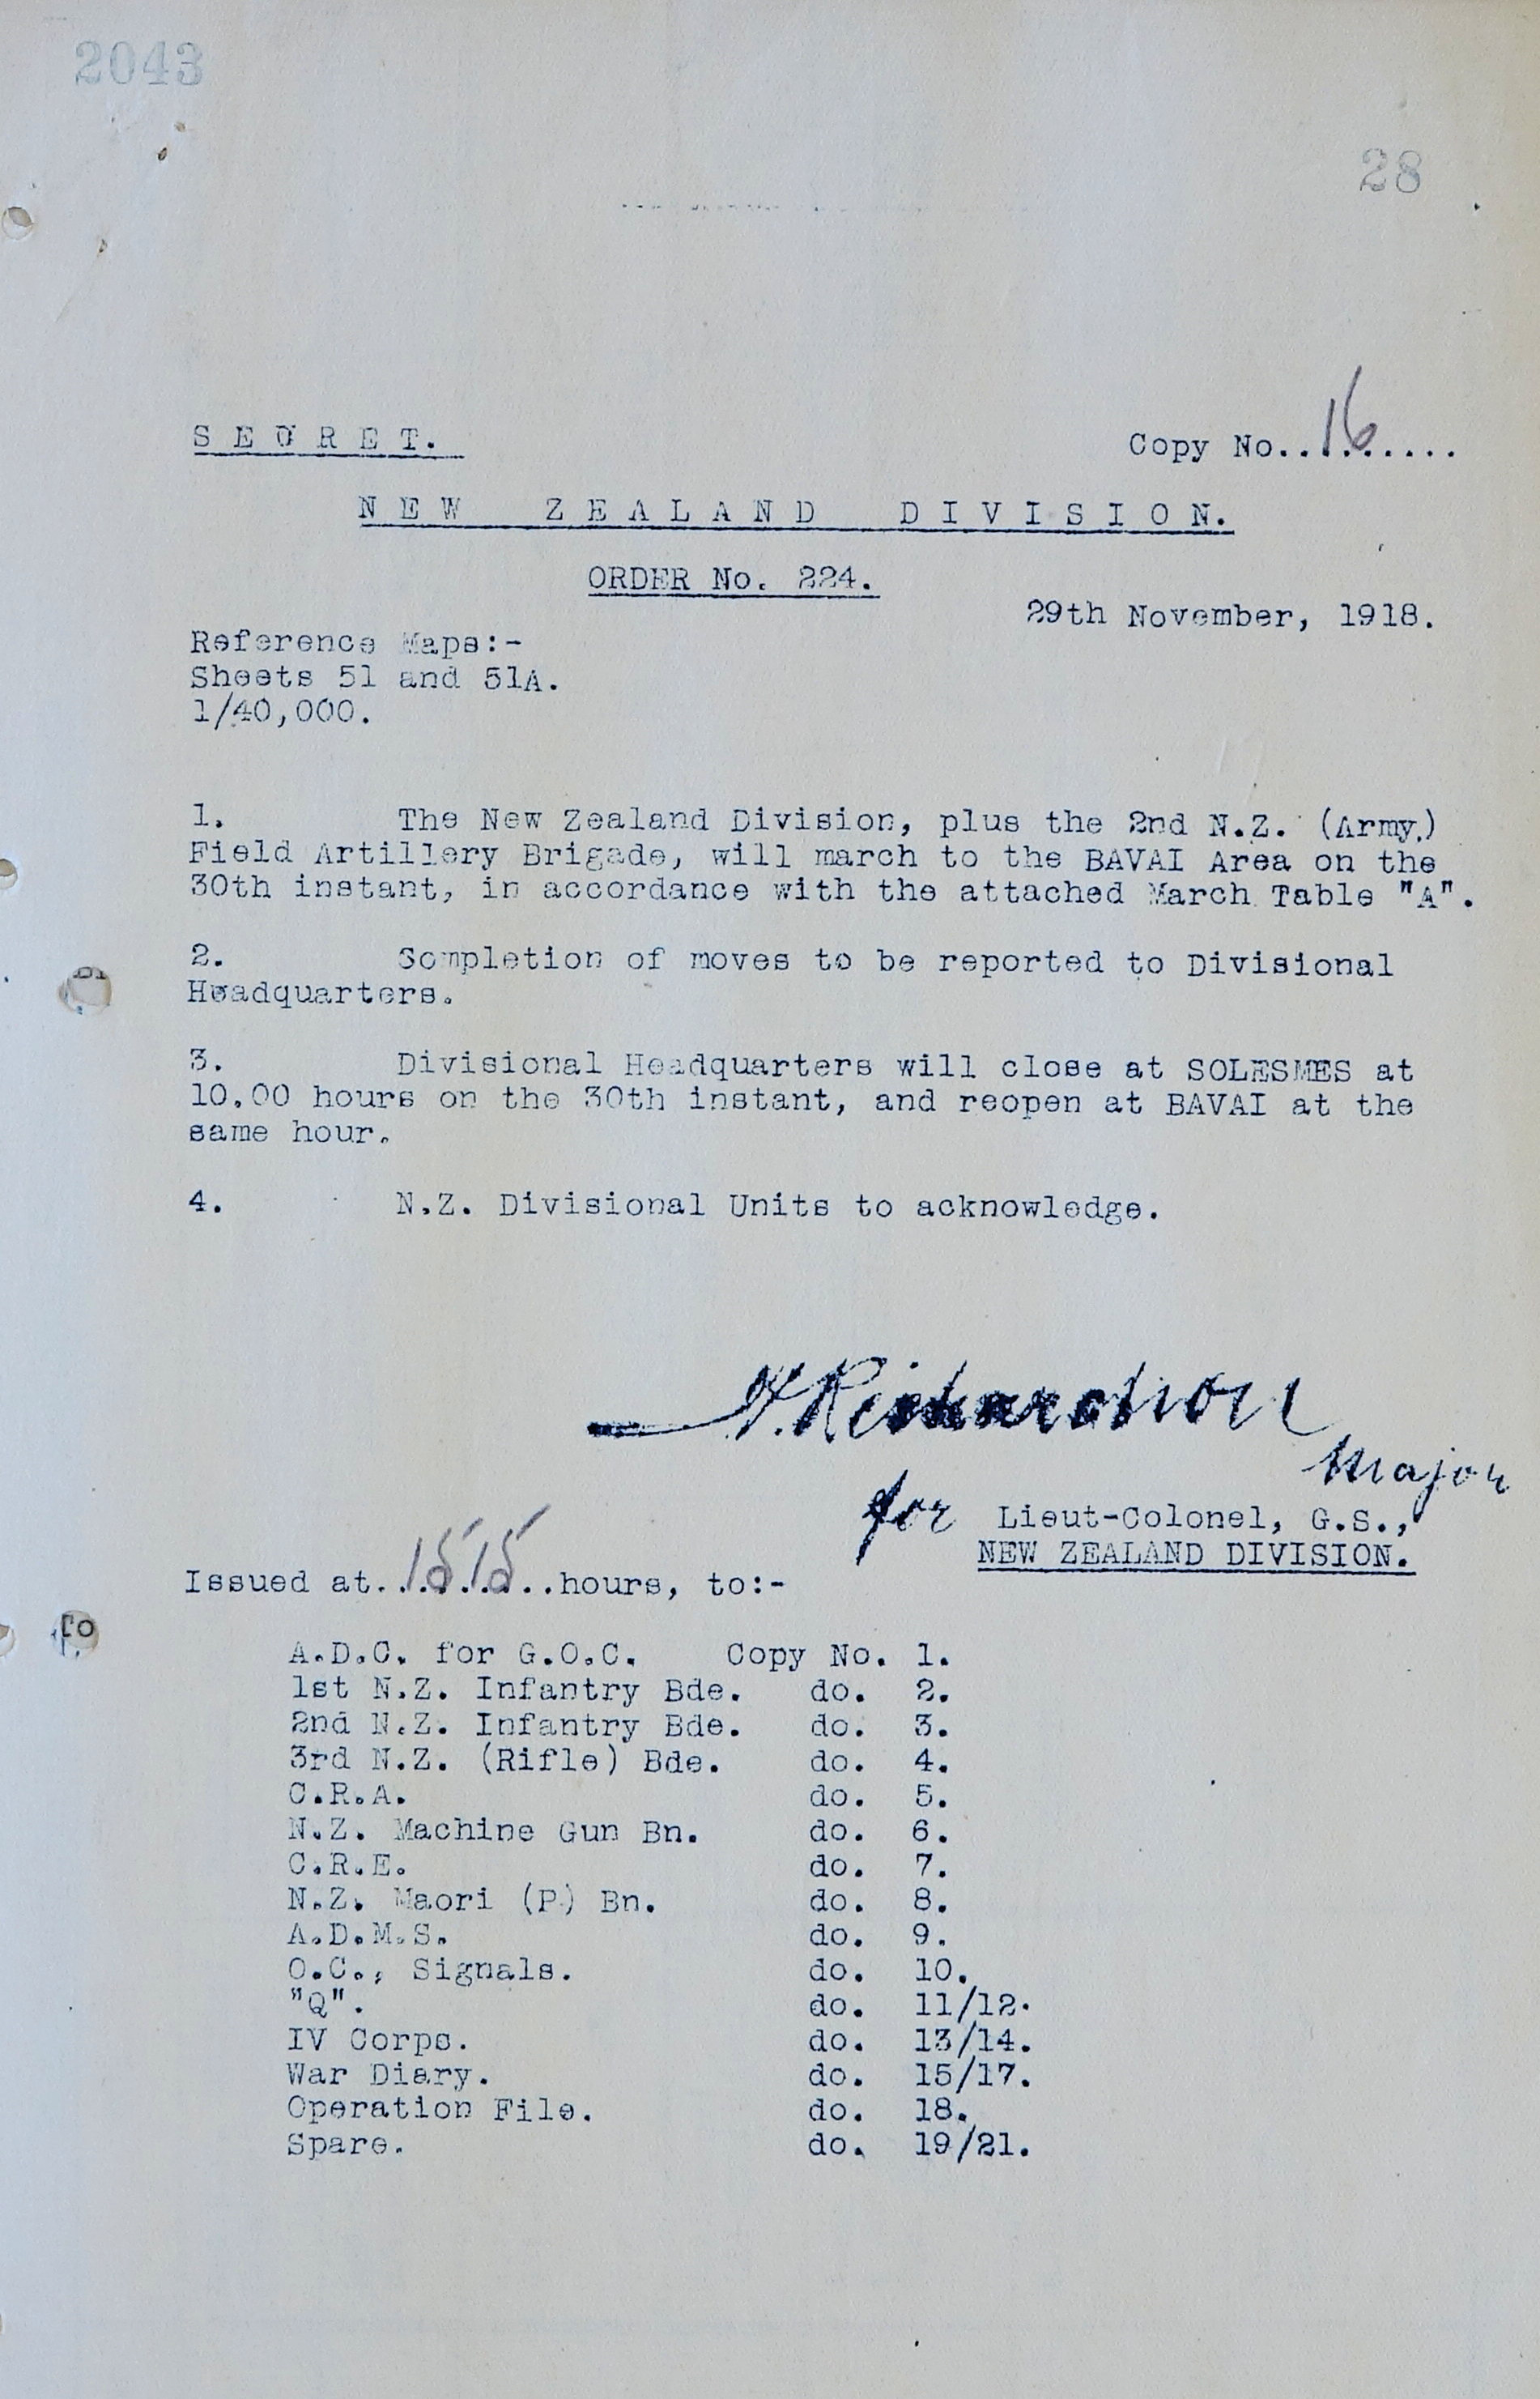 2043
28
S E C R E T.
Copy No..16......
N E W   Z E A L A N D   D I V I S I O N.
ORDER No. 224.
29th November, 1918.
Reference Maps:-
Sheets 51 and 51A.
1/40,000.
1. The New Zealand Division, plus the 2nd N.Z. (Army.)
Field Artillery Brigade, will march to the BAVAI Area on the
30th instant, in accordance with the attached March Table "A".
2. Completion of moves to be reported to Divisional
Headquarters.
3. Divisional Headquarters will close at SOLESMES at
10.00 hours on the 30th instant, and reopen at BAVAI at the
same hour.
4. N.Z. Divisional Units to acknowledge.
H. Richardson
Major
for Lieut-Colonel, G.S.,
NEW ZEALAND DIVISION.
Issued at..1515..hours, to:-
A.D.C. for G.O.C. Copy No. 1.
1st N.Z. Infantry Bde. do. 2.
2nd N.Z. Infantry Bde. do. 3.
3rd N.Z. (Rifle) Bde. do. 4.
C.R.A. do. 5.
N.Z. Machine Gun Bn. do. 6.
C.R.E. do. 7.
N.Z. Maori (P.) Bn. do. 8.
A.D.M.S. do. 9.
O.C., Signals. do. 10.
"Q". do. 11/12.
IV Corps. do. 13/14.
War Diary. do. 15/17.
Operation File. do. 18.
Spare. do. 19/21.